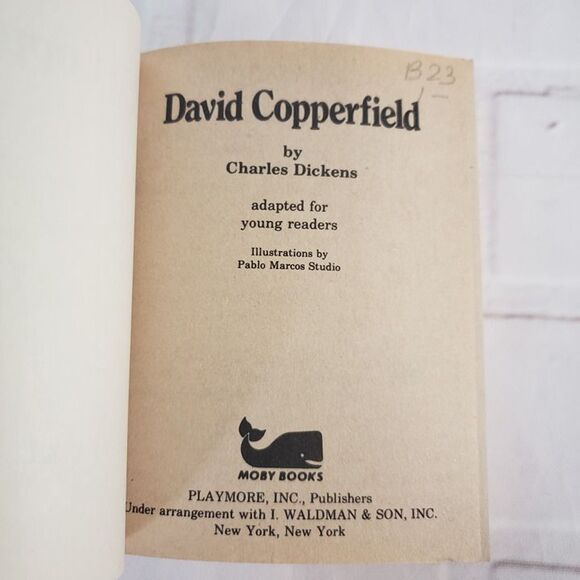 B23
1—
David Copperfield
by
Charles Dickens
adapted for
young readers
Illustrations by
Pablo Marcos Studio
MOBY BOOKS
PLAYMORE, INC., Publishers
Under arrangement with I. WALDMAN & SON, INC.
New York, New York